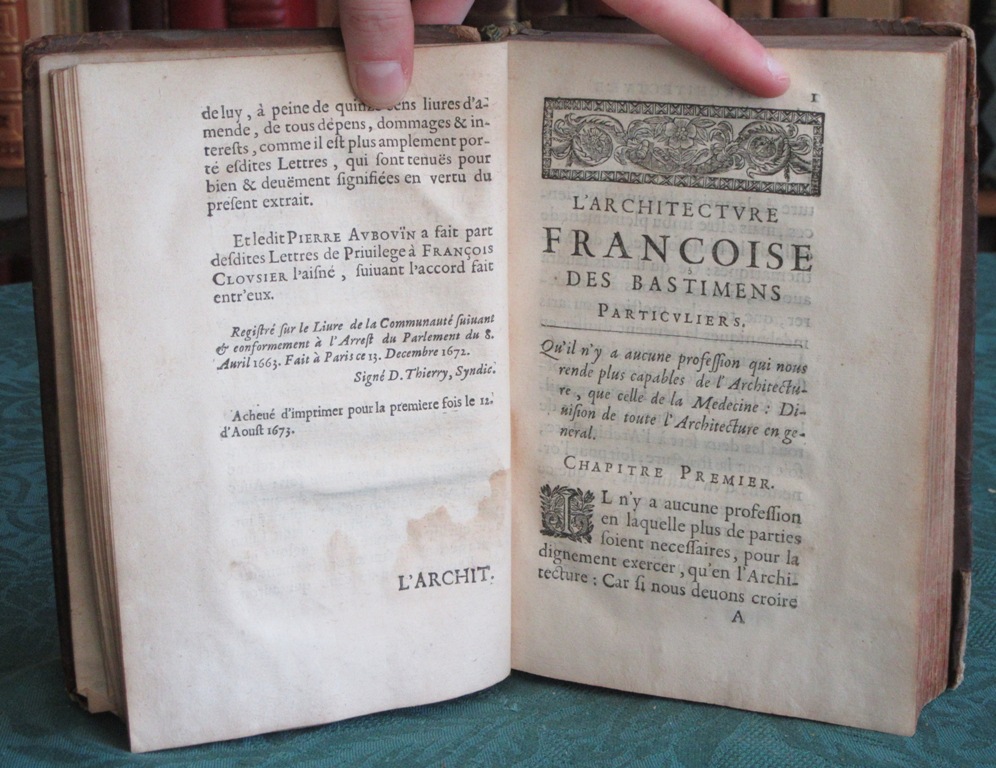 de luy, à peine de quinze cens liures d'a-
mende, de tous dépens, dommages & in-
terests, comme il est plus amplement por-
té esdites Lettres, qui sont tenuës pour
bien & deuëment signifiées en vertu du
present extrait.
Et ledit PIERRE AVBOVÏN a fait part
desdites Lettres de Priuilege à FRANÇOIS
CLOVSIER l'aisné, suiuant l'accord fait
entr'eux.
Registré sur le Liure de la Communauté suiuant
& conformement à l'Arrest du Parlement du 8.
Auril 1663. Fait à Paris ce 13. Decembre 1672.
Signé D. Thierry, Syndic.
Acheué d'imprimer pour la premiere fois le 12.
d'Aoust 1673.
L'ARCHIT.
1
L'ARCHITECTVRE
FRANCOISE
DES BASTIMENS
PARTICVLIERS.
Qu'il n'y a aucune profession qui nous
rende plus capables de l'Architectu-
re, que celle de la Medecine : Di-
uision de toute l'Architecture en ge-
neral.
CHAPITRE PREMIER.
IL n'y a aucune profession
en laquelle plus de parties
soient necessaires, pour la
dignement exercer, qu'en l'Archi-
tecture : Car si nous deuons croire
A